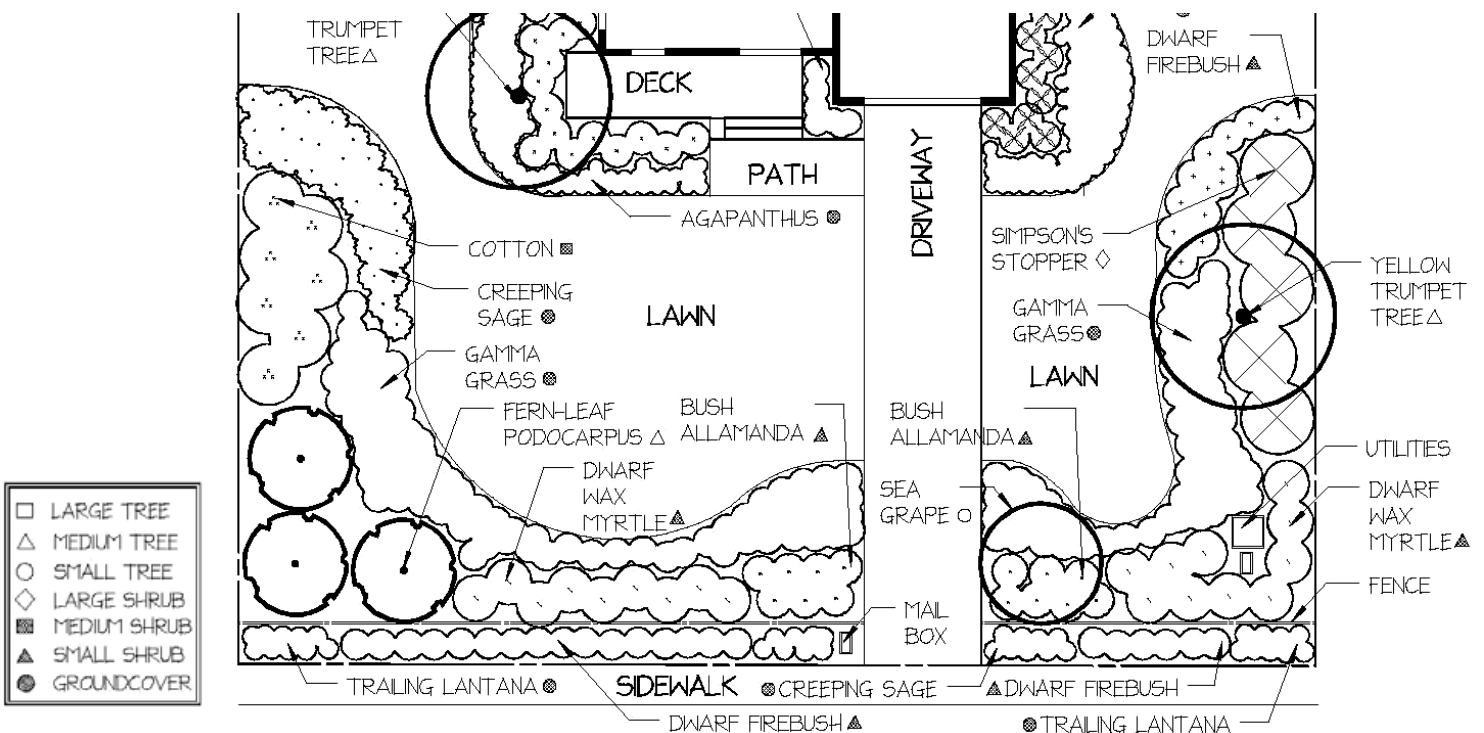 TRUMPET
TREE△
DECK
DWARF
FIREBUSH▲
PATH
DRIVEWAY
AGAPANTHUS ●
COTTON ■
SIMPSON'S
STOPPER ◇
CREEPING
SAGE ●
YELLOW
TRUMPET
TREE△
GAMMA
GRASS●
LAWN
GAMMA
GRASS ●
LAWN
FERN-LEAF
PODOCARPUS △
BUSH
ALLAMANDA ▲
BUSH
ALLAMANDA▲
UTILITIES
DWARF
WAX
MYRTLE▲
SEA
GRAPE ○
DWARF
WAX
MYRTLE▲
FENCE
MAIL
BOX
□ LARGE TREE
△ MEDIUM TREE
○ SMALL TREE
◇ LARGE SHRUB
■ MEDIUM SHRUB
▲ SMALL SHRUB
● GROUNDCOVER
TRAILING LANTANA ●
SIDEWALK
●CREEPING SAGE
▲DWARF FIREBUSH
DWARF FIREBUSH▲
●TRAILING LANTANA